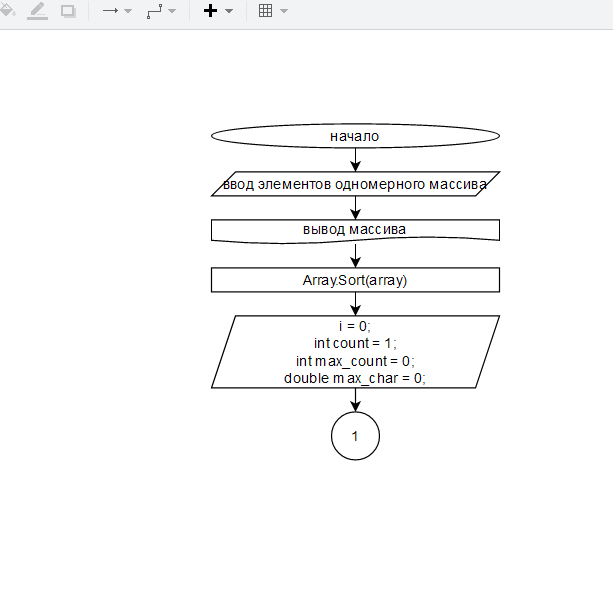 начало
ввод элементов одномерного массива
вывод массива
Array.Sort(array)
i = 0;
int count = 1;
int max_count = 0;
double max_char = 0;
1